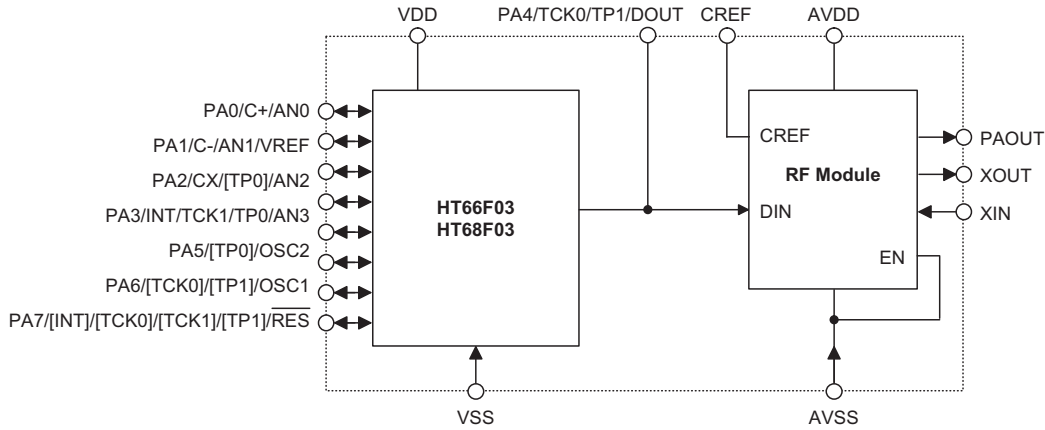 VDD
PA4/TCK0/TP1/DOUT
CREF
AVDD
PA0/C+/AN0
PA1/C-/AN1/VREF
PA2/CX/[TP0]/AN2
PA3/INT/TCK1/TP0/AN3
PA5/[TP0]/OSC2
PA6/[TCK0]/[TP1]/OSC1
PA7/[INT]/[TCK0]/[TCK1]/[TP1]/R̅E̅S̅
HT66F03
HT68F03
CREF
RF Module
DIN
EN
PAOUT
XOUT
XIN
VSS
AVSS